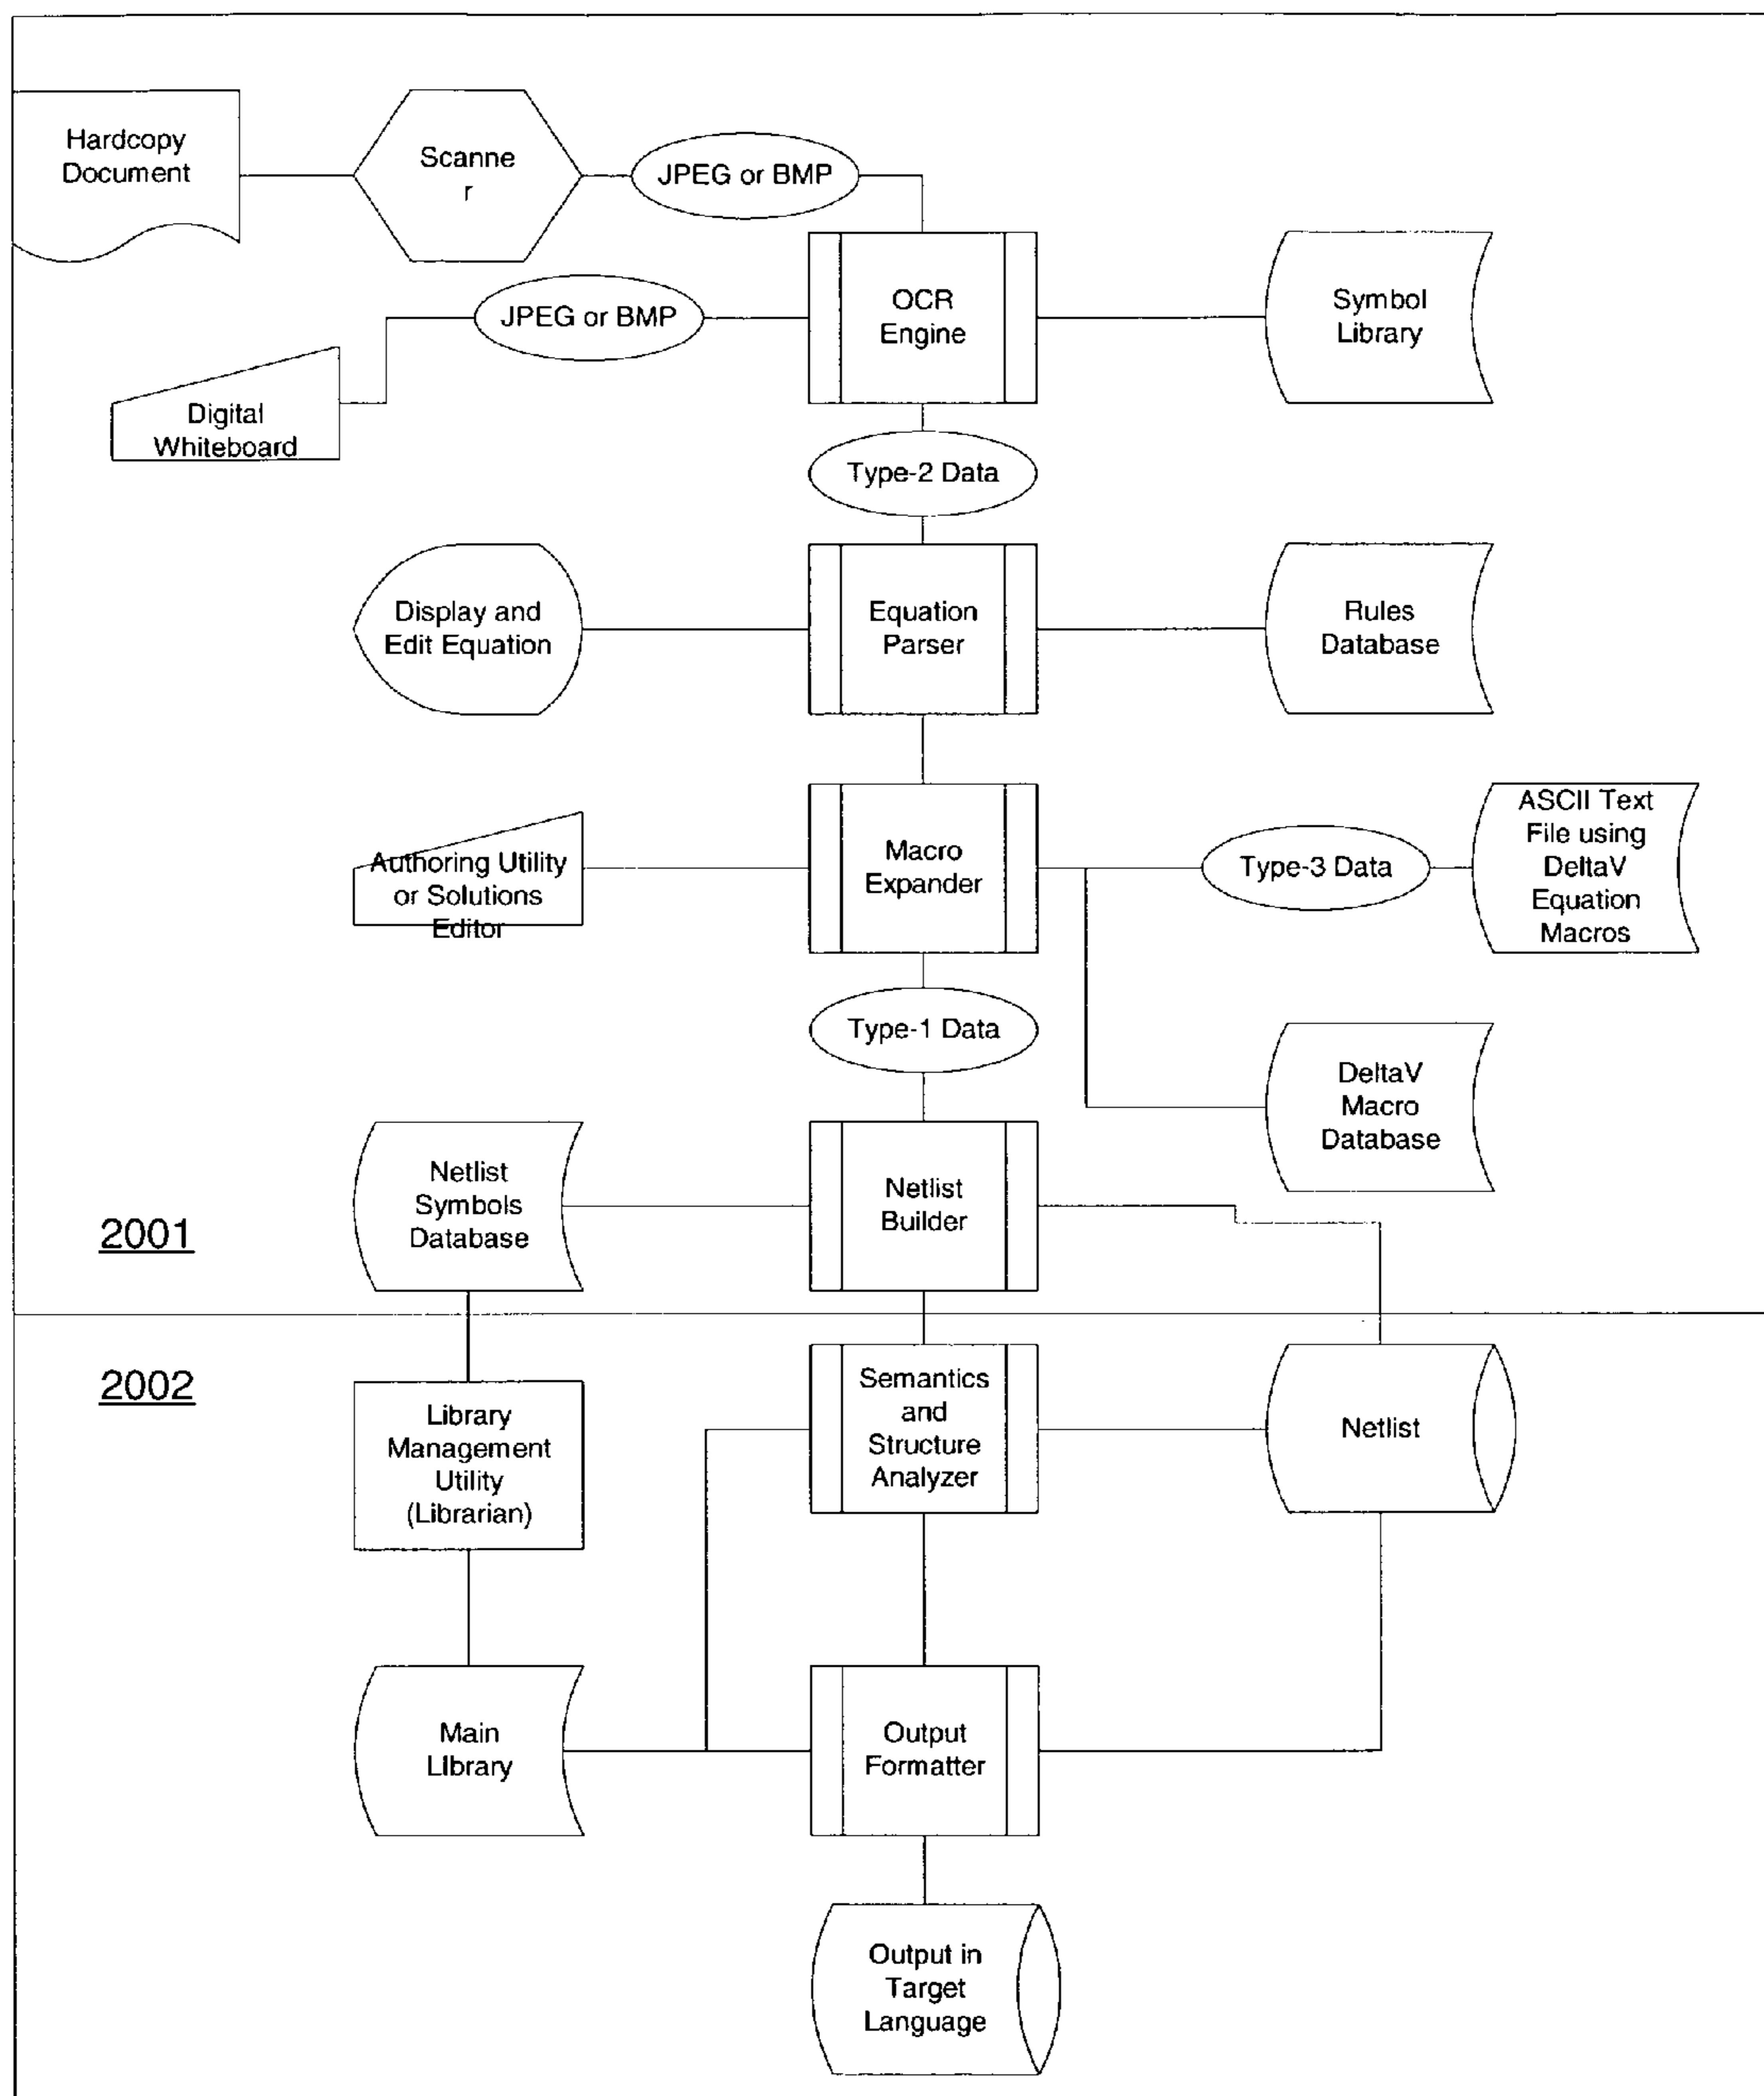 Hardcopy
Document
Scanne
r
JPEG or BMP
OCR
Engine
Symbol
Library
JPEG or BMP
Digital
Whiteboard
Type-2 Data
Display and
Edit Equation
Equation
Parser
Rules
Database
Authoring Utility
or Solutions
Editor
Macro
Expander
Type-3 Data
ASCII Text
File using
DeltaV
Equation
Macros
Type-1 Data
DeltaV
Macro
Database
Netlist
Symbols
Database
Netlist
Builder
2001
2002
Library
Management
Utility
(Librarian)
Semantics
and
Structure
Analyzer
Netlist
Main
LIbrary
Output
Formatter
Output in
Target
Language